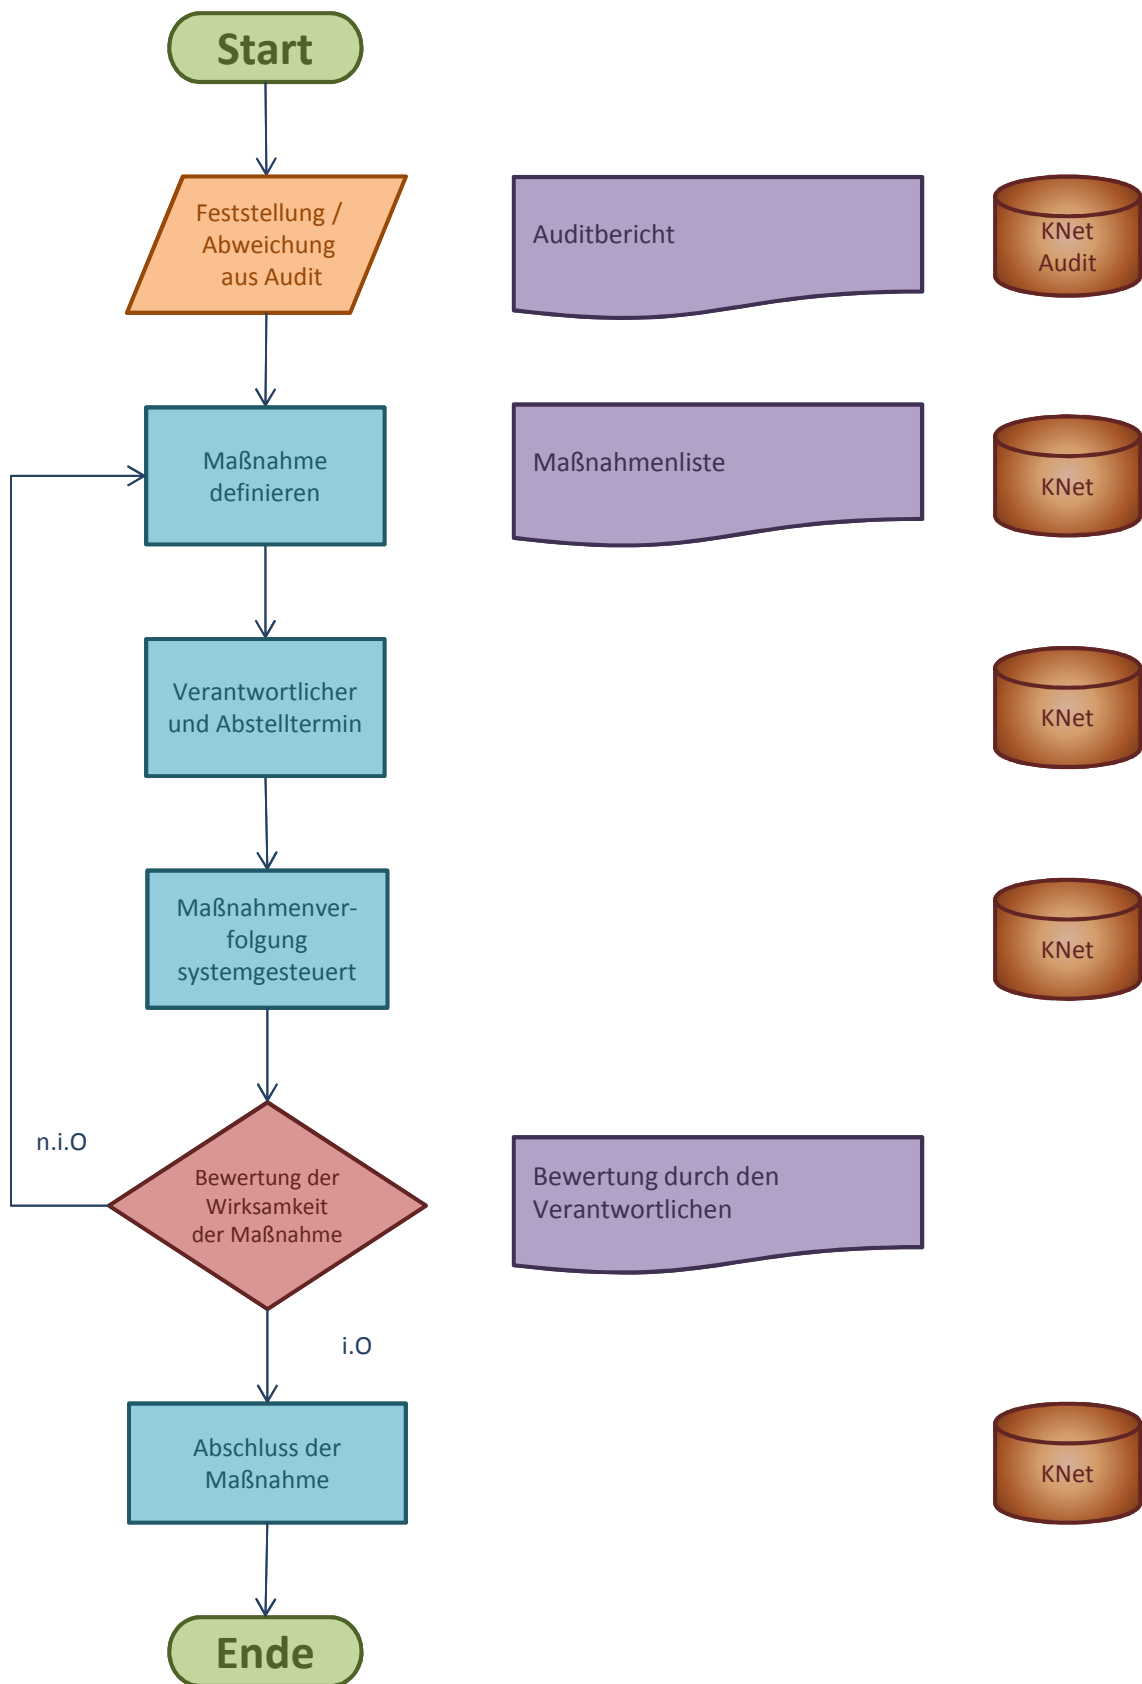 Start
Feststellung /
Abweichung
aus Audit
Auditbericht
KNet
Audit
Maßnahme
definieren
Maßnahmenliste
KNet
Verantwortlicher
und Abstelltermin
KNet
Maßnahmenver-
folgung
systemgesteuert
KNet
n.i.O
Bewertung der
Wirksamkeit
der Maßnahme
Bewertung durch den
Verantwortlichen
i.O
Abschluss der
Maßnahme
KNet
Ende